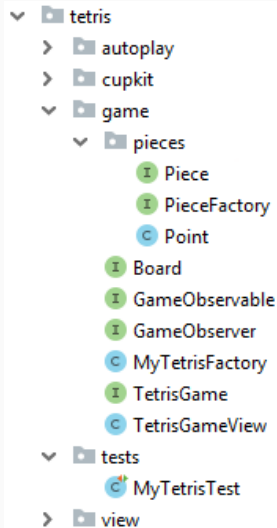 tetris
autoplay
cupkit
game
pieces
I Piece
I PieceFactory
C Point
I Board
I GameObservable
I GameObserver
C MyTetrisFactory
I TetrisGame
C TetrisGameView
tests
C MyTetrisTest
view